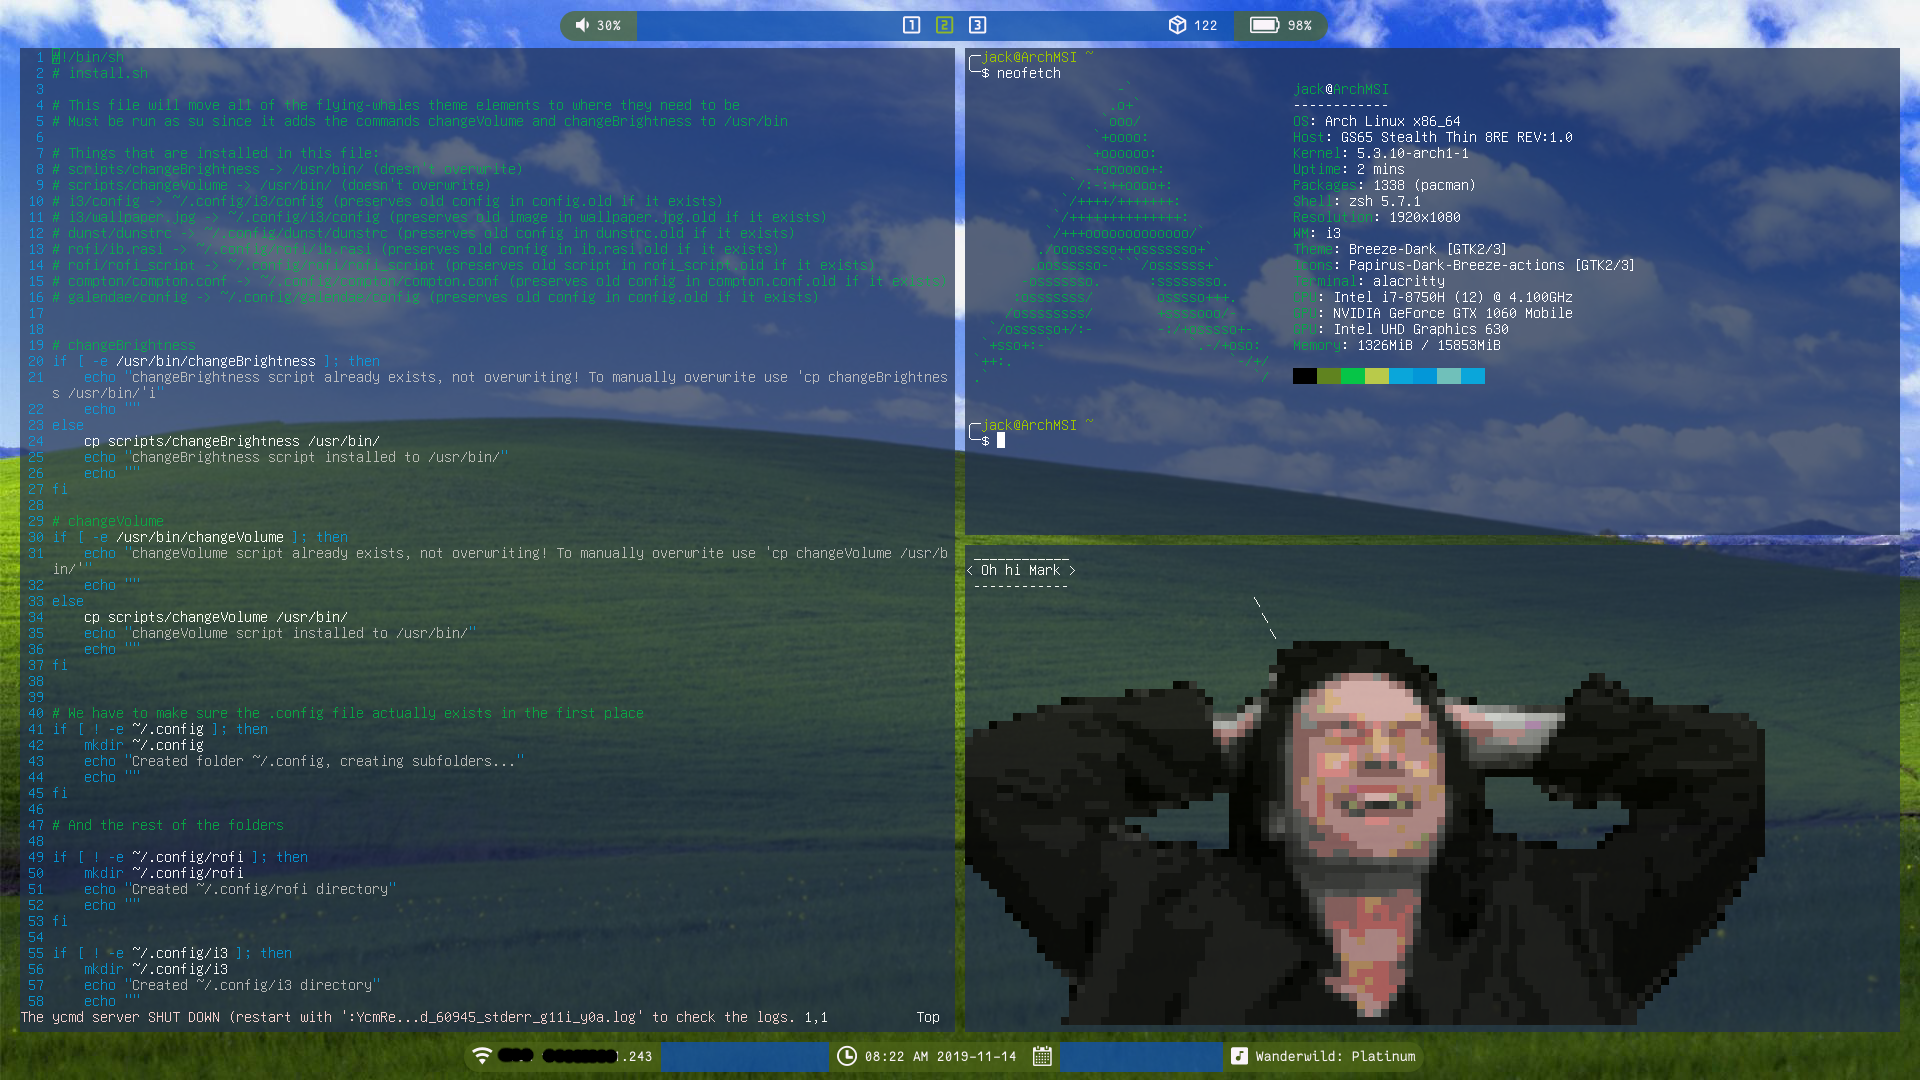 30%
1 2 3
122
98%
1 #!/bin/sh
2 # install.sh
3
4 # This file will move all of the flying-whales theme elements to where they need to be
5 # Must be run as su since it adds the commands changeVolume and changeBrightness to /usr/bin
6
7 # Things that are installed in this file:
8 # scripts/changeBrightness -> /usr/bin/ (doesn't overwrite)
9 # scripts/changeVolume -> /usr/bin/ (doesn't overwrite)
10 # i3/config -> ~/.config/i3/config (preserves old config in config.old if it exists)
11 # i3/wallpaper.jpg -> ~/.config/i3/config (preserves old image in wallpaper.jpg.old if it exists)
12 # dunst/dunstrc -> ~/.config/dunst/dunstrc (preserves old config in dunstrc.old if it exists)
13 # rofi/ib.rasi -> ~/.config/rofi/ib.rasi (preserves old config in ib.rasi.old if it exists)
14 # rofi/rofi_script -> ~/.config/rofi/rofi_script (preserves old script in rofi_script.old if it exists)
15 # compton/compton.conf -> ~/.config/compton/compton.conf (preserves old config in compton.conf.old if it exists)
16 # galendae/config -> ~/.config/galendae/config (preserves old config in config.old if it exists)
17
18
19 # changeBrightness
20 if [ -e /usr/bin/changeBrightness ]; then
21     echo "changeBrightness script already exists, not overwriting! To manually overwrite use 'cp changeBrightnes
s /usr/bin/'i"
22     echo ""
23 else
24     cp scripts/changeBrightness /usr/bin/
25     echo "changeBrightness script installed to /usr/bin/"
26     echo ""
27 fi
28
29 # changeVolume
30 if [ -e /usr/bin/changeVolume ]; then
31     echo "changeVolume script already exists, not overwriting! To manually overwrite use 'cp changeVolume /usr/b
in/'"
32     echo ""
33 else
34     cp scripts/changeVolume /usr/bin/
35     echo "changeVolume script installed to /usr/bin/"
36     echo ""
37 fi
38
39
40 # We have to make sure the .config file actually exists in the first place
41 if [ ! -e ~/.config ]; then
42     mkdir ~/.config
43     echo "Created folder ~/.config, creating subfolders..."
44     echo ""
45 fi
46
47 # And the rest of the folders
48
49 if [ ! -e ~/.config/rofi ]; then
50     mkdir ~/.config/rofi
51     echo "Created ~/.config/rofi directory"
52     echo ""
53 fi
54
55 if [ ! -e ~/.config/i3 ]; then
56     mkdir ~/.config/i3
57     echo "Created ~/.config/i3 directory"
58     echo ""
The ycmd server SHUT DOWN (restart with ':YcmRe...d_60945_stderr_g11i_y0a.log' to check the logs. 1,1 Top
jack@ArchMSI ~
$ neofetch
jack@ArchMSI
------------
OS: Arch Linux x86_64
Host: GS65 Stealth Thin 8RE REV:1.0
Kernel: 5.3.10-arch1-1
Uptime: 2 mins
Packages: 1338 (pacman)
Shell: zsh 5.7.1
Resolution: 1920x1080
WM: i3
Theme: Breeze-Dark [GTK2/3]
Icons: Papirus-Dark-Breeze-actions [GTK2/3]
Terminal: alacritty
CPU: Intel i7-8750H (12) @ 4.100GHz
GPU: NVIDIA GeForce GTX 1060 Mobile
GPU: Intel UHD Graphics 630
Memory: 1326MiB / 15853MiB
jack@ArchMSI ~
$
____________
< Oh hi Mark >
------------
.243
08:22 AM 2019-11-14
Wanderwild: Platinum